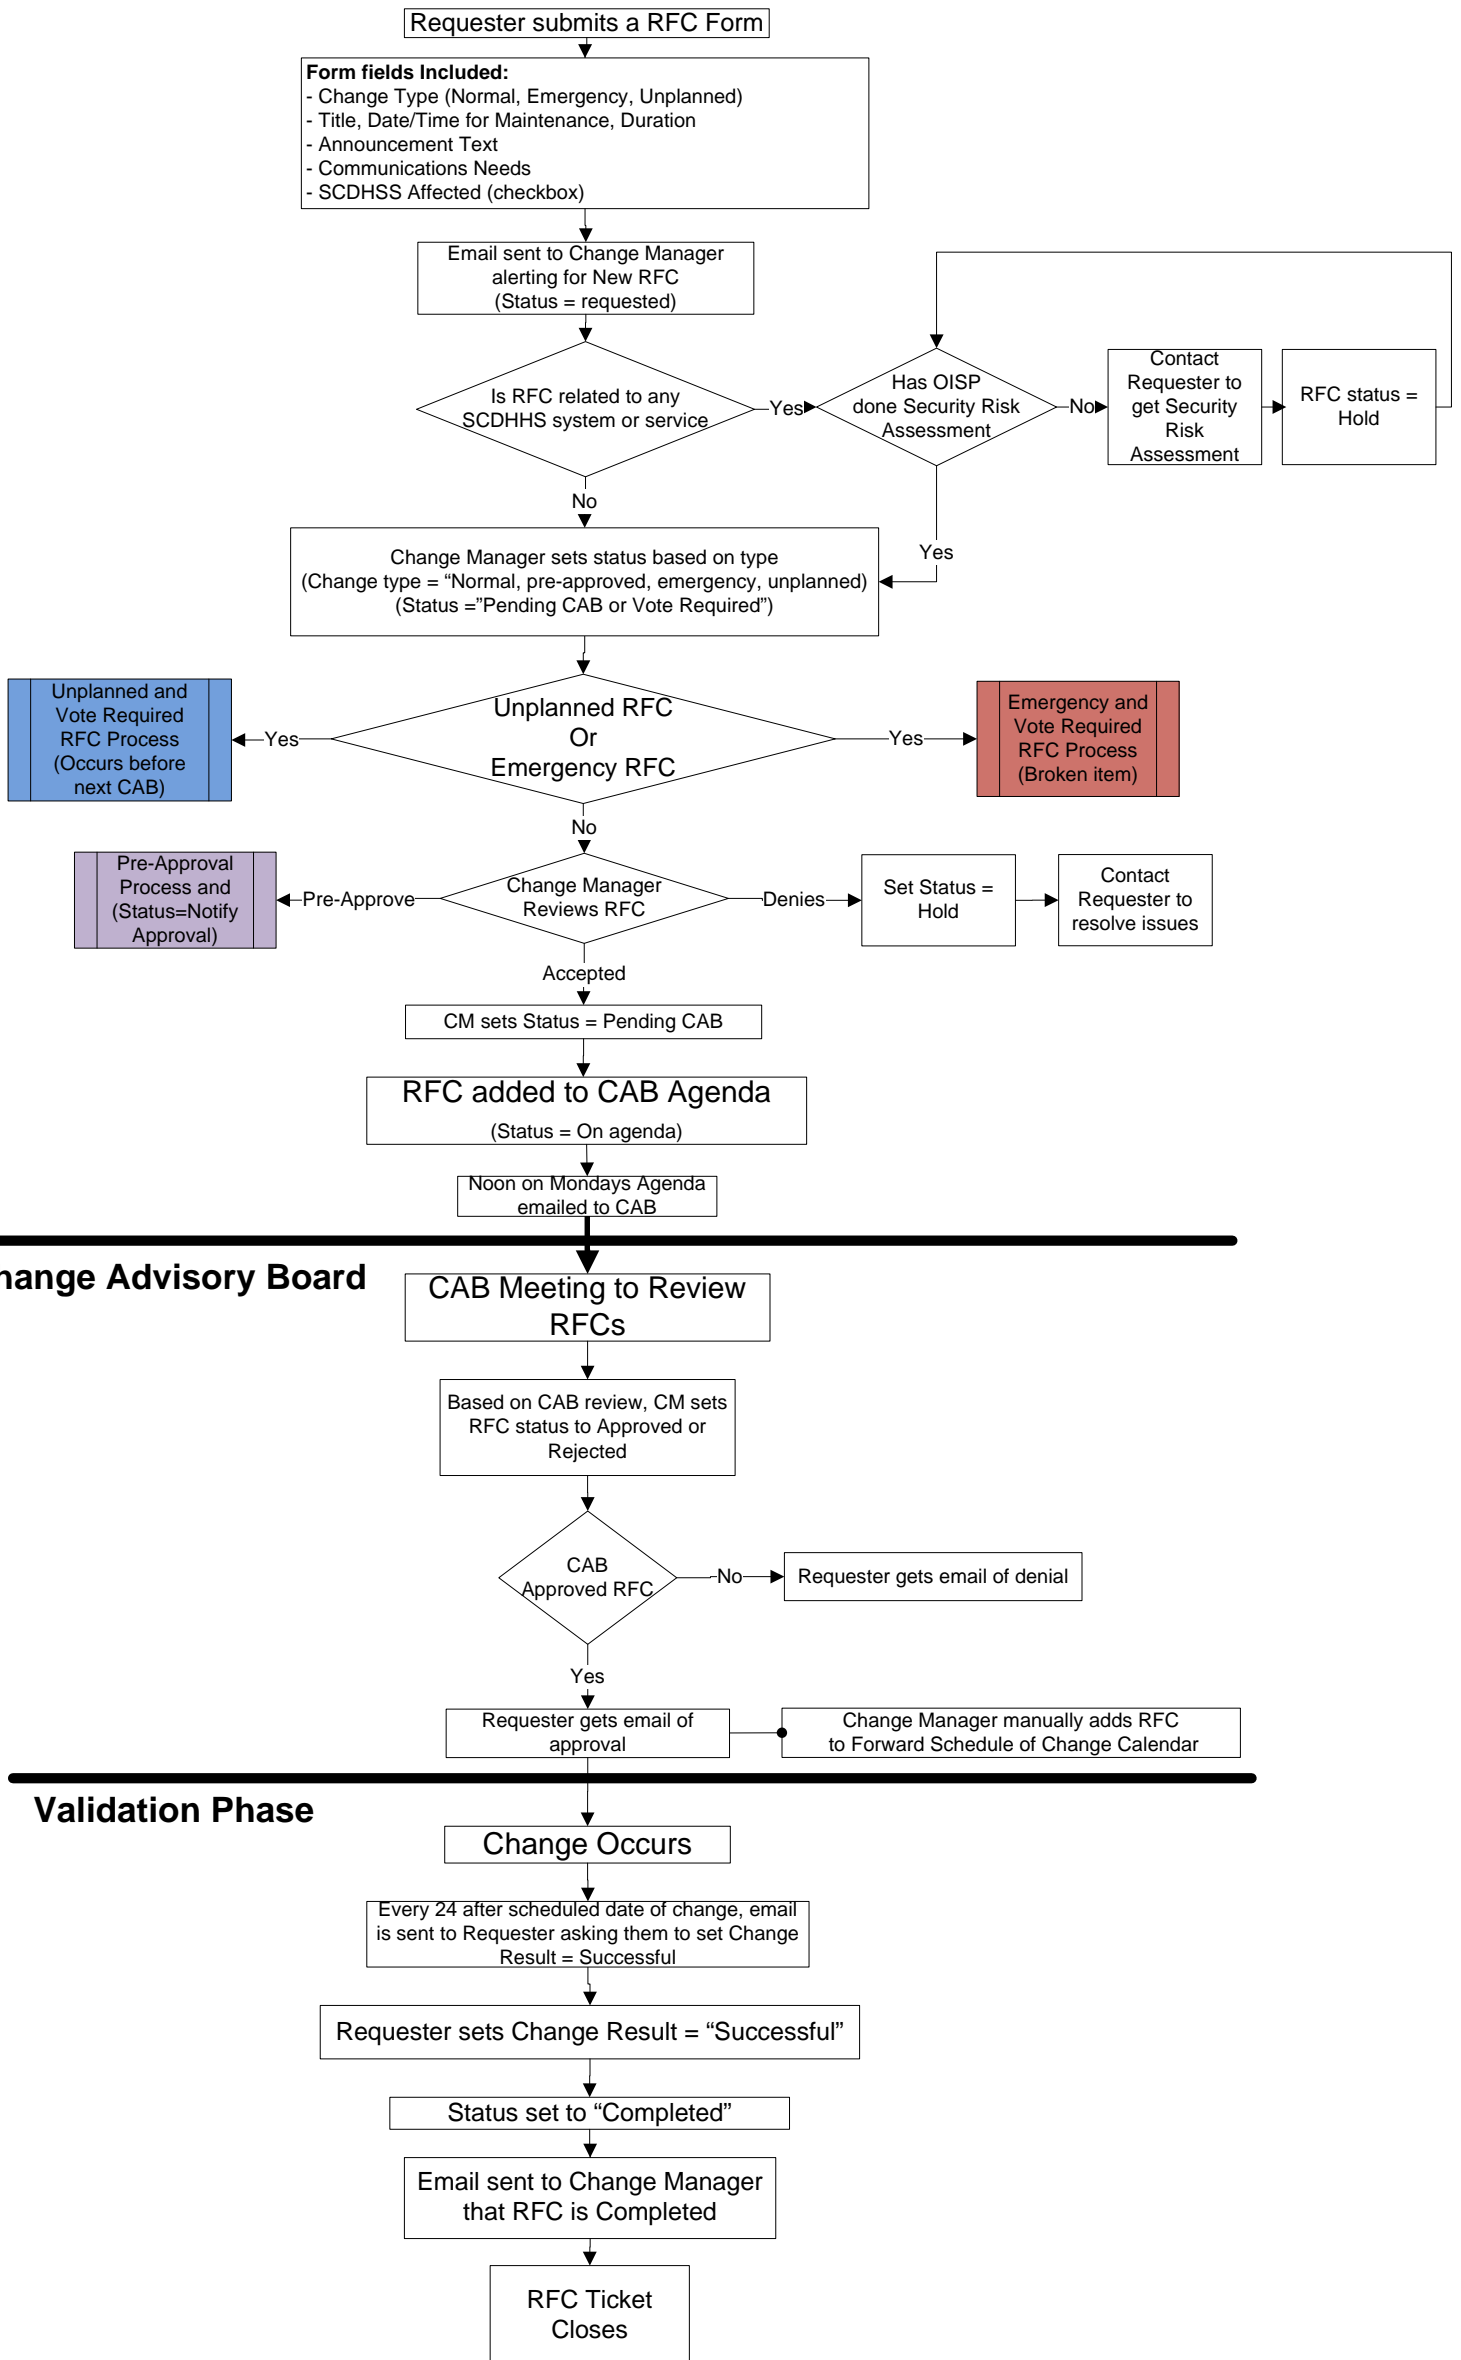 Requester submits a RFC Form
Form fields Included:
- Change Type (Normal, Emergency, Unplanned)
- Title, Date/Time for Maintenance, Duration
- Announcement Text
- Communications Needs
- SCDHSS Affected (checkbox)
Email sent to Change Manager
alerting for New RFC
(Status = requested)
Is RFC related to any
SCDHHS system or service
Yes
Has OISP
done Security Risk
Assessment
No
Contact
Requester to
get Security
Risk
Assessment
RFC status =
Hold
No
Yes
Change Manager sets status based on type
(Change type = “Normal, pre-approved, emergency, unplanned)
(Status =”Pending CAB or Vote Required”)
Unplanned and
Vote Required
RFC Process
(Occurs before
next CAB)
Yes
Unplanned RFC
Or
Emergency RFC
Yes
Emergency and
Vote Required
RFC Process
(Broken item)
No
Pre-Approval
Process and
(Status=Notify
Approval)
Pre-Approve
Change Manager
Reviews RFC
Denies
Set Status =
Hold
Contact
Requester to
resolve issues
Accepted
CM sets Status = Pending CAB
RFC added to CAB Agenda
(Status = On agenda)
Noon on Mondays Agenda
emailed to CAB
hange Advisory Board
CAB Meeting to Review
RFCs
Based on CAB review, CM sets
RFC status to Approved or
Rejected
CAB
Approved RFC
No
Requester gets email of denial
Yes
Requester gets email of
approval
Change Manager manually adds RFC
to Forward Schedule of Change Calendar
Validation Phase
Change Occurs
Every 24 after scheduled date of change, email
is sent to Requester asking them to set Change
Result = Successful
Requester sets Change Result = “Successful”
Status set to “Completed”
Email sent to Change Manager
that RFC is Completed
RFC Ticket
Closes